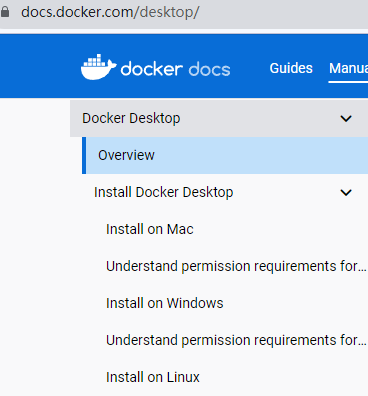 docs.docker.com/desktop/
docker docs
Guides Manua
Docker Desktop
Overview
Install Docker Desktop
Install on Mac
Understand permission requirements for...
Install on Windows
Understand permission requirements for...
Install on Linux